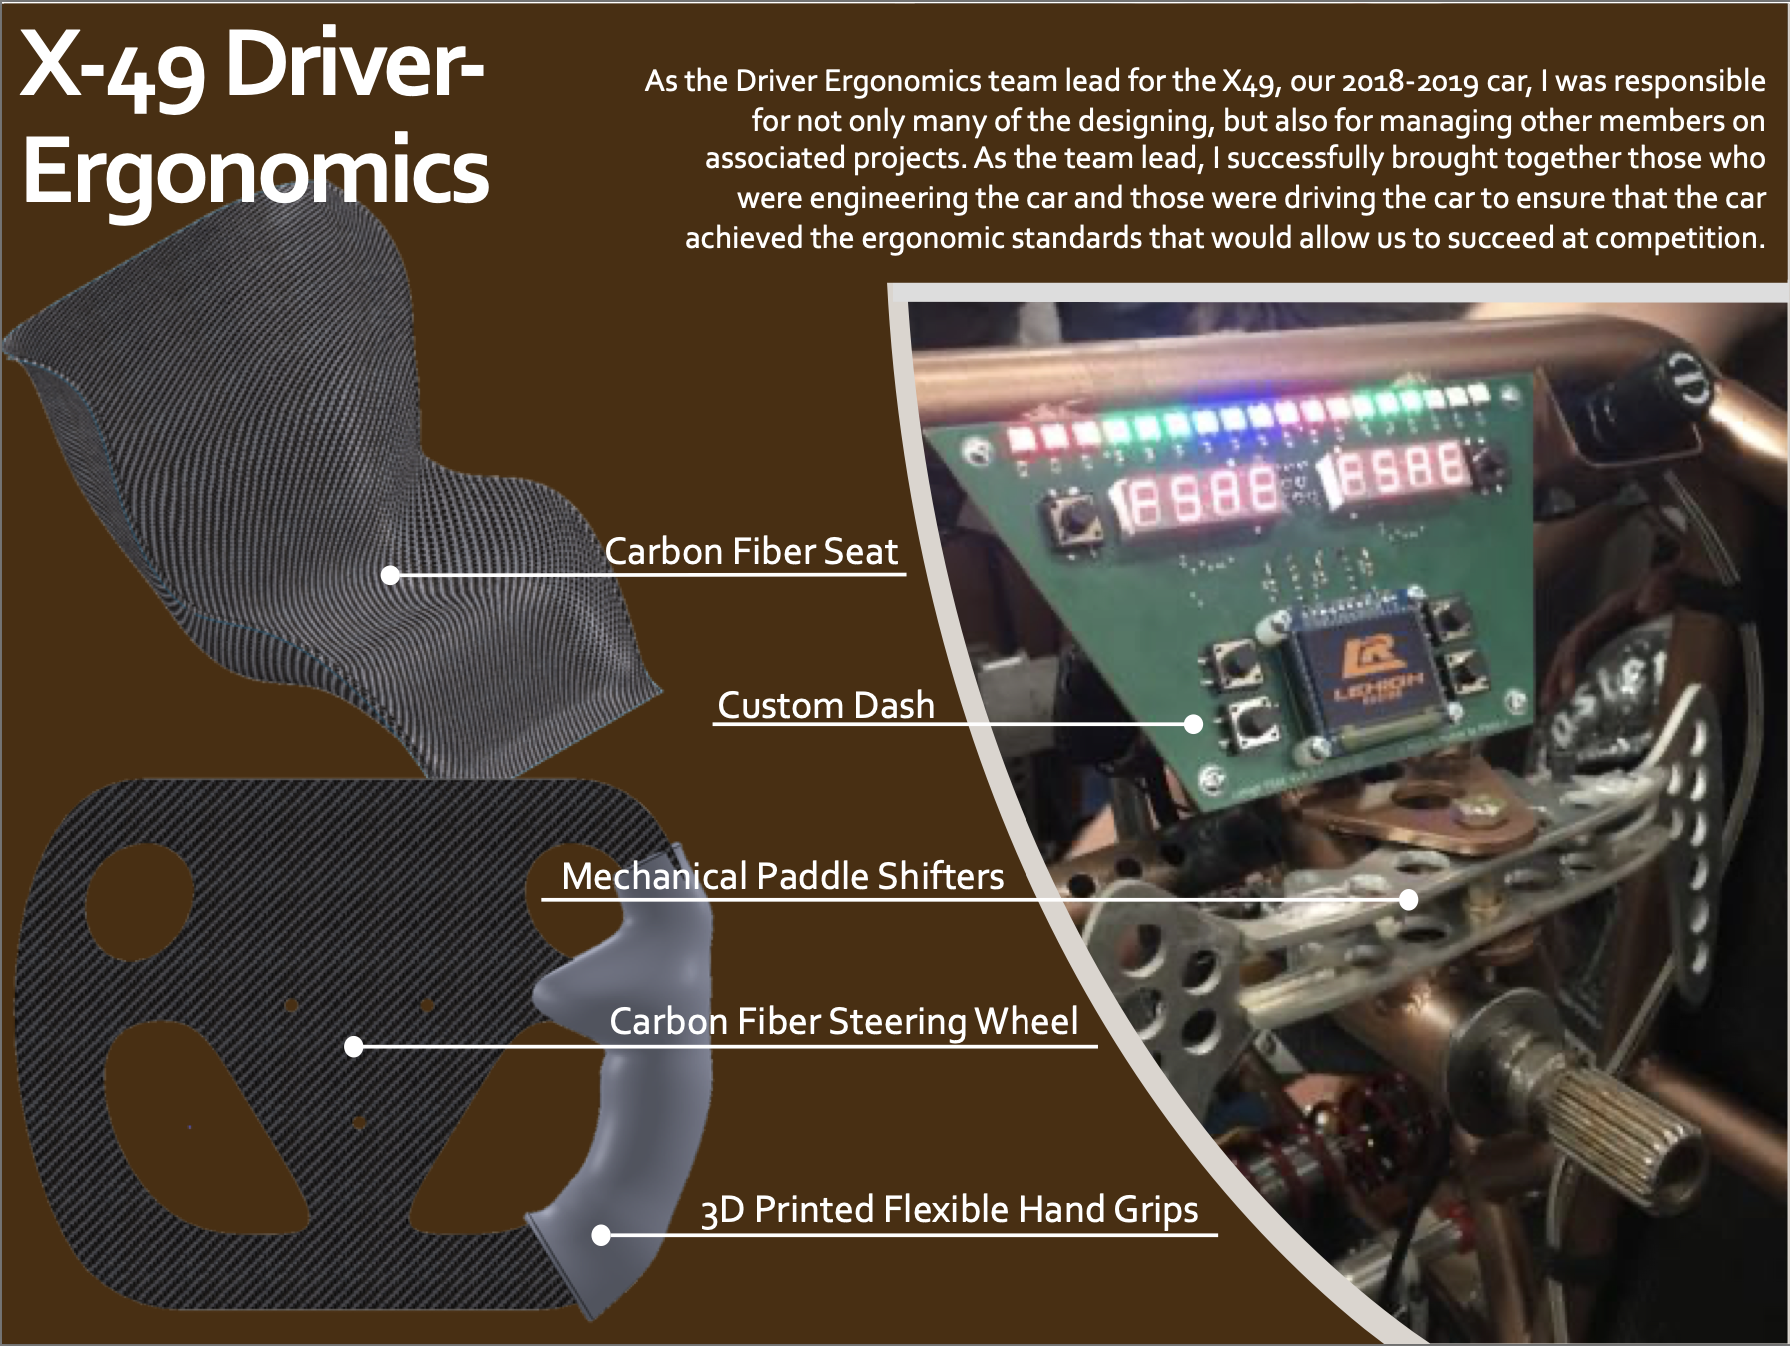 X-49 Driver-
Ergonomics
As the Driver Ergonomics team lead for the X49, our 2018-2019 car, I was responsible
for not only many of the designing, but also for managing other members on
associated projects. As the team lead, I successfully brought together those who
were engineering the car and those were driving the car to ensure that the car
achieved the ergonomic standards that would allow us to succeed at competition.
Carbon Fiber Seat
Custom Dash
Mechanical Paddle Shifters
Carbon Fiber Steering Wheel
3D Printed Flexible Hand Grips
LR
LEHIGH